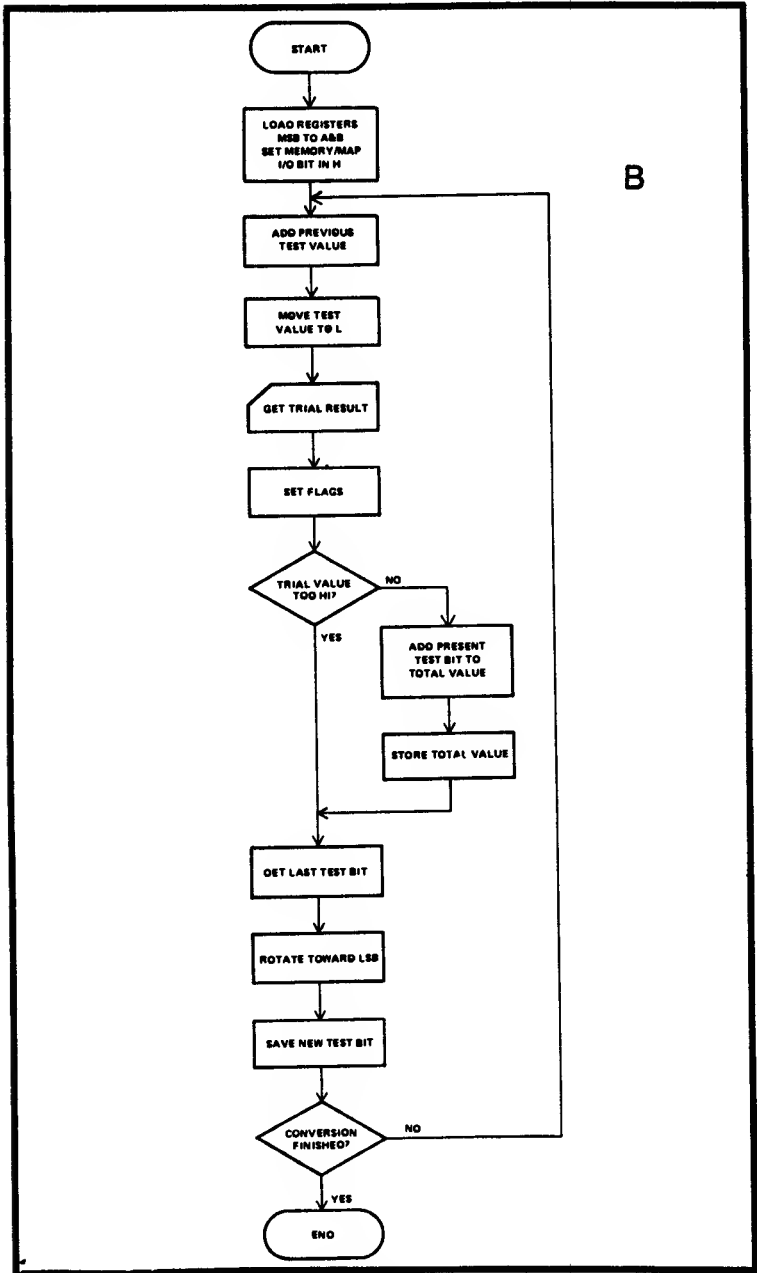 START
LOAD REGISTERS
MSB TO A&B
SET MEMORY/MAP
I/O BIT IN H
B
ADD PREVIOUS
TEST VALUE
MOVE TEST
VALUE TO L
GET TRIAL RESULT
SET FLAGS
TRIAL VALUE
TOO HI?
NO
YES
ADD PRESENT
TEST BIT TO
TOTAL VALUE
STORE TOTAL VALUE
GET LAST TEST BIT
ROTATE TOWARD LSB
SAVE NEW TEST BIT
CONVERSION
FINISHED?
NO
YES
END